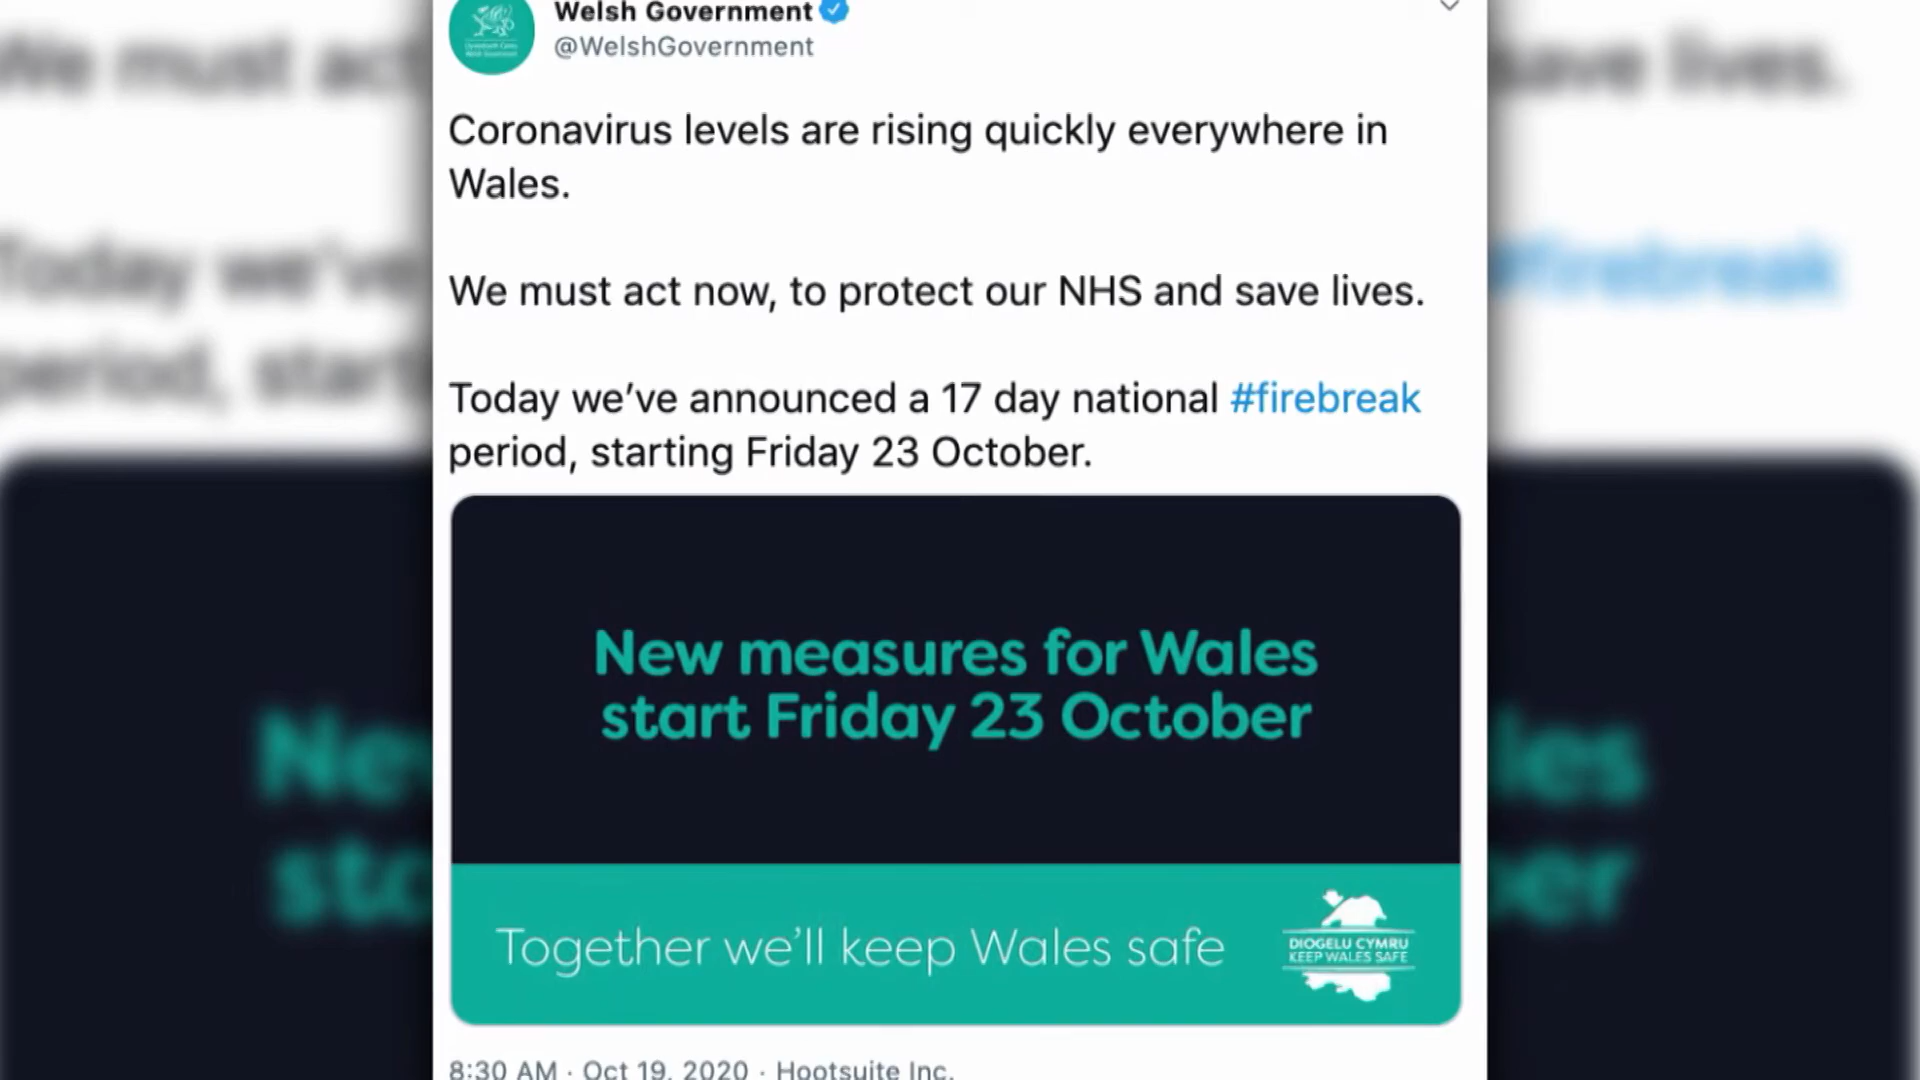 Welsh Government
@WelshGovernment
Coronavirus levels are rising quickly everywhere in
Wales.
We must act now, to protect our NHS and save lives.
Today we’ve announced a 17 day national #firebreak
period, starting Friday 23 October.
New measures for Wales
start Friday 23 October
Together we’ll keep Wales safe
DIOGELU CYMRU
KEEP WALES SAFE
8:30 AM · Oct 19, 2020 · Hootsuite Inc.